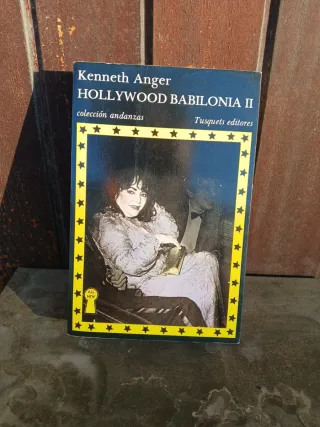 Kenneth Anger
HOLLYWOOD BABILONIA II
colección andanzas
Tusquets editores